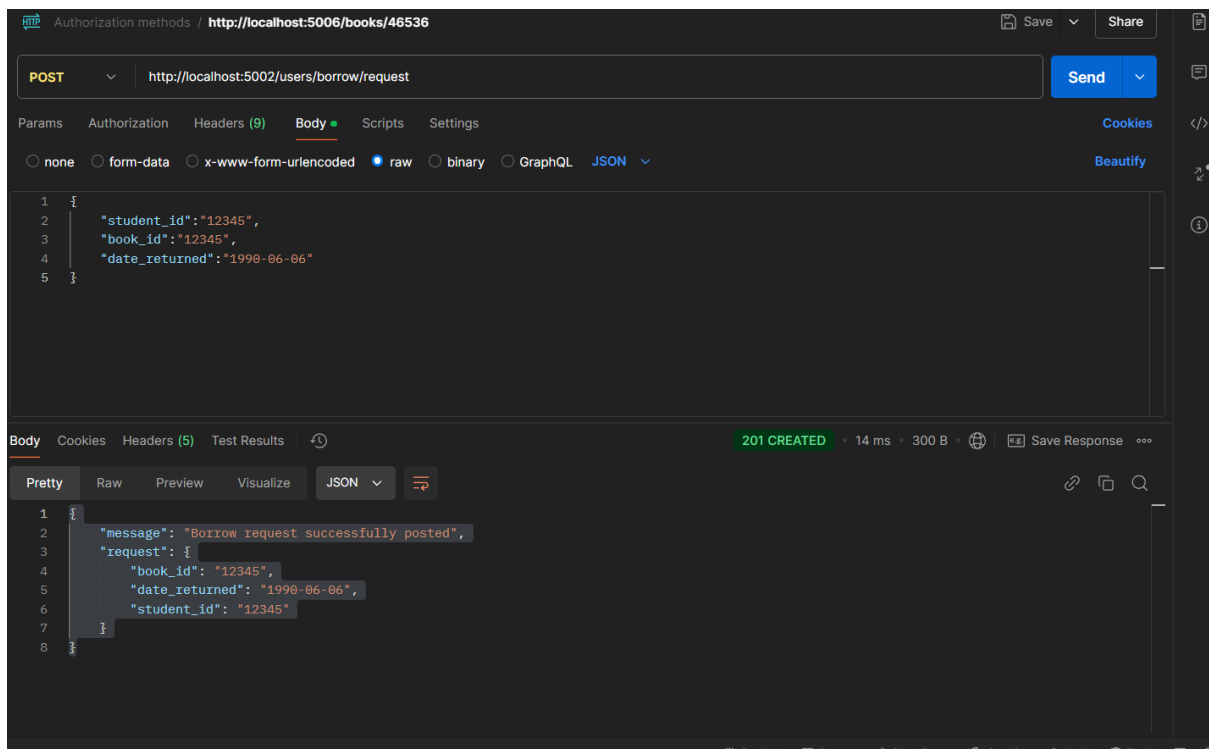 HTTP Authorization methods / http://localhost:5006/books/46536 Save Share
POST http://localhost:5002/users/borrow/request Send
Params Authorization Headers (9) Body Scripts Settings Cookies
none form-data x-www-form-urlencoded raw binary GraphQL JSON Beautify
1 {
2 "student_id":"12345",
3 "book_id":"12345",
4 "date_returned":"1990-06-06"
5 }
Body Cookies Headers (5) Test Results 201 CREATED • 14 ms • 300 B • e.g. Save Response
Pretty Raw Preview Visualize JSON
1 {
2 "message": "Borrow request successfully posted",
3 "request": {
4 "book_id": "12345",
5 "date_returned": "1990-06-06",
6 "student_id": "12345"
7 }
8 }